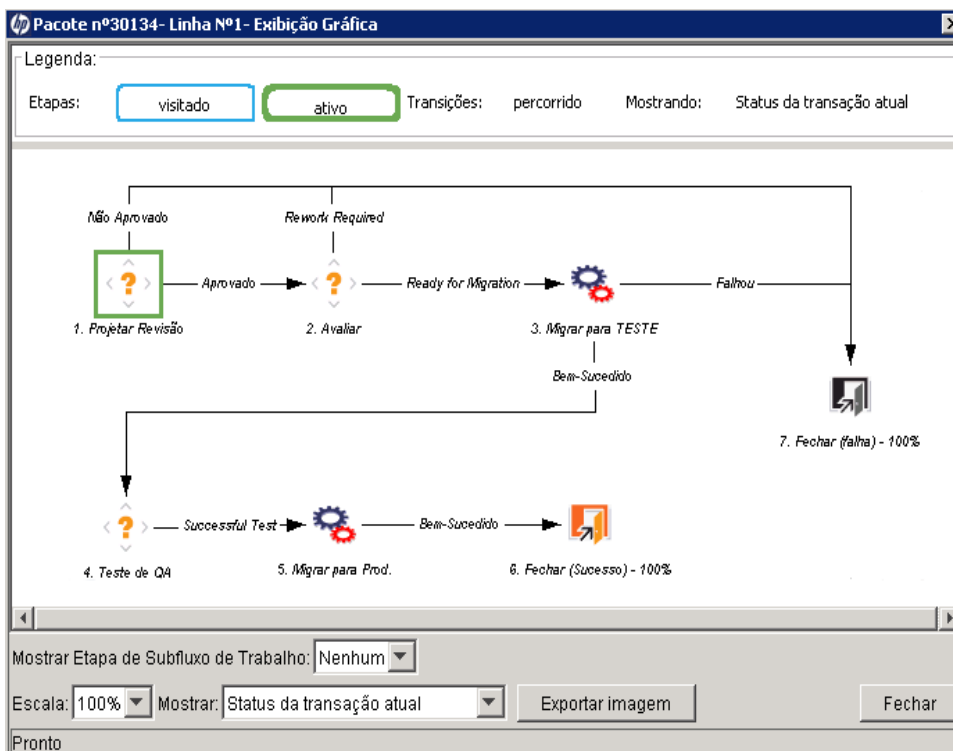 Pacote nº30134- Linha Nº1- Exibição Gráfica
Legenda:
Etapas: visitado ativo Transições: percorrido Mostrando: Status da transação atual
Não Aprovado Rework Required
Aprovado Ready for Migration Falhou
1. Projetar Revisão 2. Avaliar 3. Migrar para TESTE
Bem-Sucedido
7. Fechar (falha) - 100%
Successful Test Bem-Sucedido
4. Teste de QA 5. Migrar para Prod. 6. Fechar (Sucesso) - 100%
Mostrar Etapa de Subfluxo de Trabalho: Nenhum
Escala: 100% Mostrar: Status da transação atual Exportar imagem Fechar
Pronto